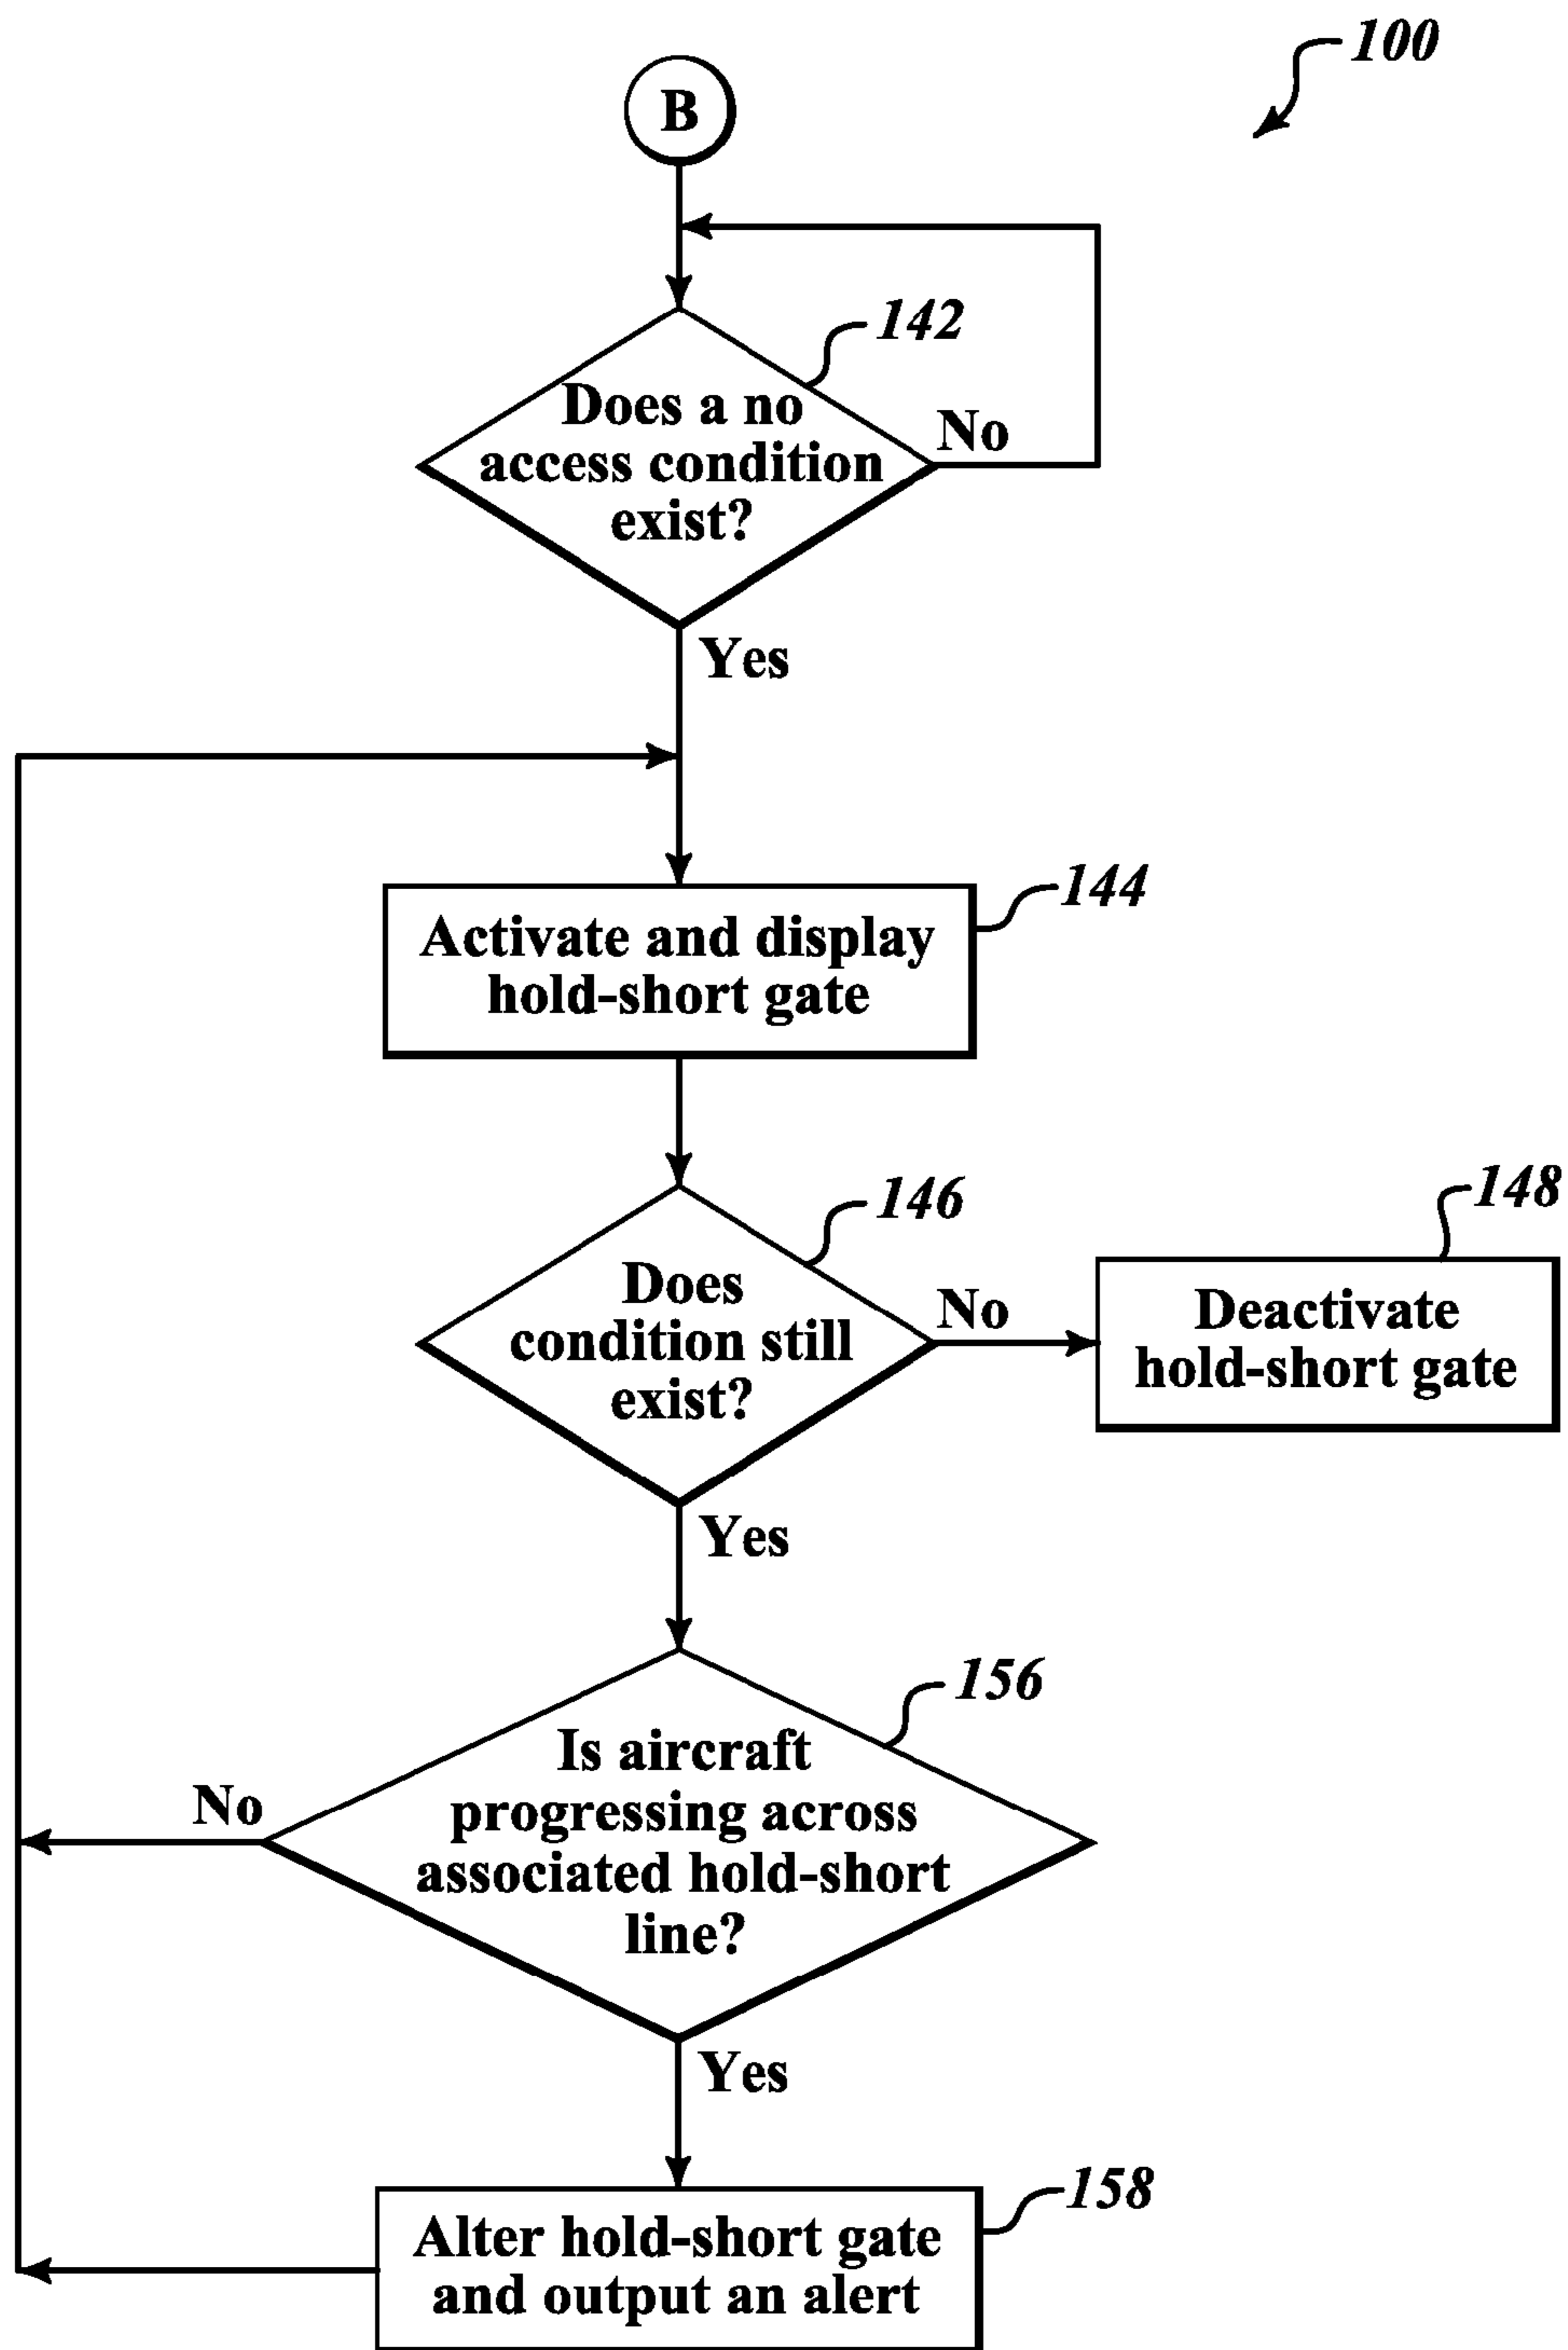 100
B
142
Does a no
access condition
exist?
No
Yes
144
Activate and display
hold-short gate
146
Does
condition still
exist?
No
148
Deactivate
hold-short gate
Yes
156
Is aircraft
progressing across
associated hold-short
line?
No
Yes
158
Alter hold-short gate
and output an alert